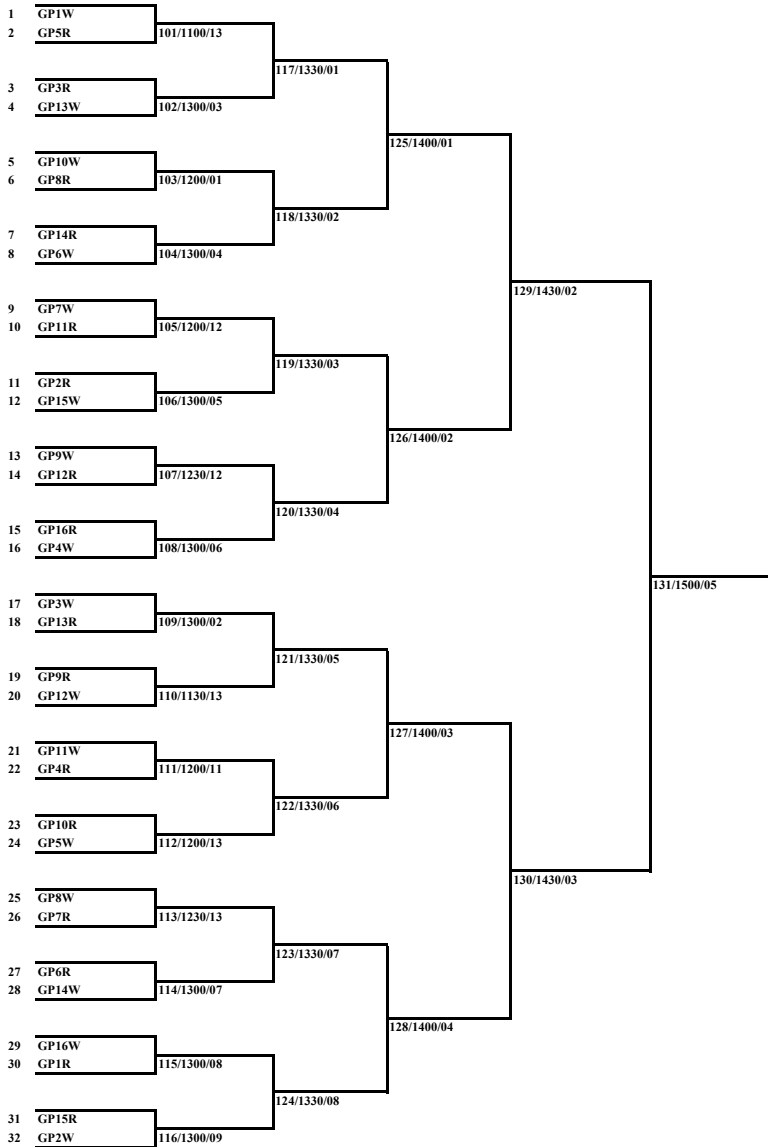 1 GP1W
2 GP5R 101/1100/13
117/1330/01
3 GP3R
4 GP13W 102/1300/03
125/1400/01
5 GP10W
6 GP8R 103/1200/01
118/1330/02
7 GP14R
8 GP6W 104/1300/04
129/1430/02
9 GP7W
10 GP11R 105/1200/12
119/1330/03
11 GP2R
12 GP15W 106/1300/05
126/1400/02
13 GP9W
14 GP12R 107/1230/12
120/1330/04
15 GP16R
16 GP4W 108/1300/06
131/1500/05
17 GP3W
18 GP13R 109/1300/02
121/1330/05
19 GP9R
20 GP12W 110/1130/13
127/1400/03
21 GP11W
22 GP4R 111/1200/11
122/1330/06
23 GP10R
24 GP5W 112/1200/13
130/1430/03
25 GP8W
26 GP7R 113/1230/13
123/1330/07
27 GP6R
28 GP14W 114/1300/07
128/1400/04
29 GP16W
30 GP1R 115/1300/08
124/1330/08
31 GP15R
32 GP2W 116/1300/09